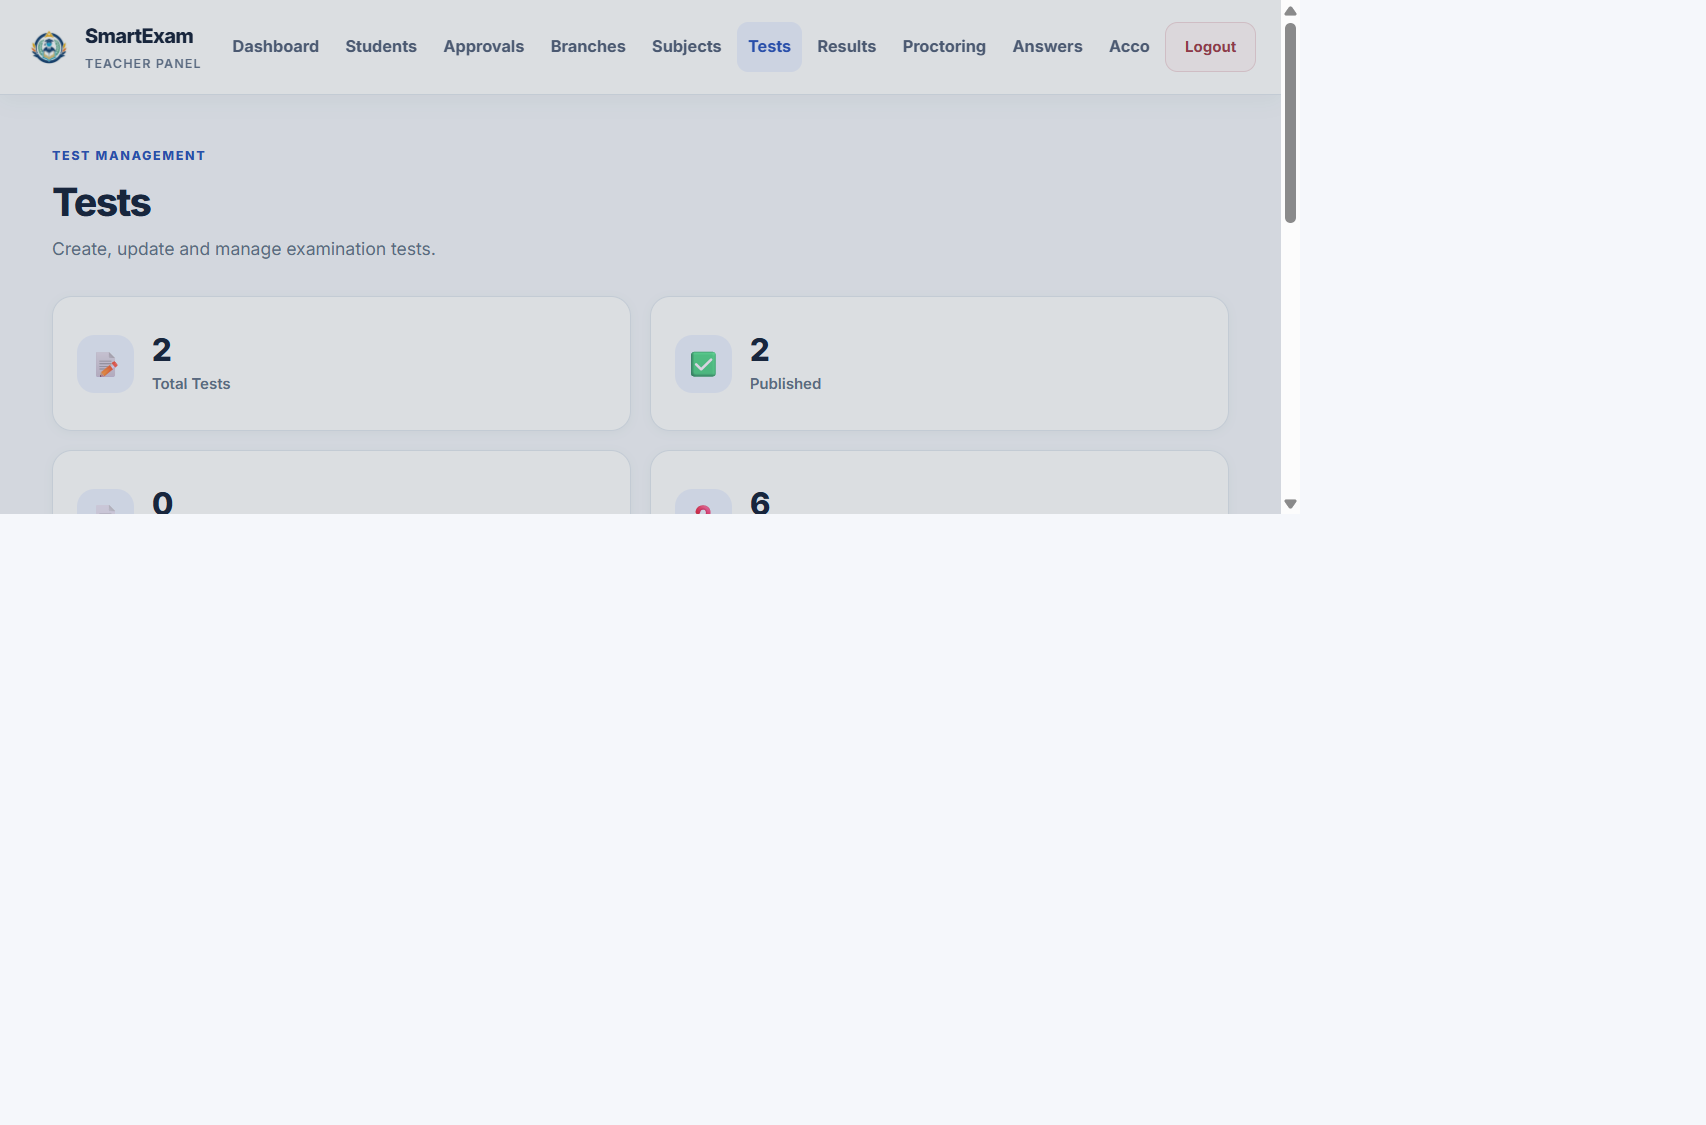 SmartExam
TEACHER PANEL
Dashboard Students Approvals Branches Subjects Tests Results Proctoring Answers Acco Logout
TEST MANAGEMENT
Tests
Create, update and manage examination tests.
2
Total Tests
2
Published
0
6